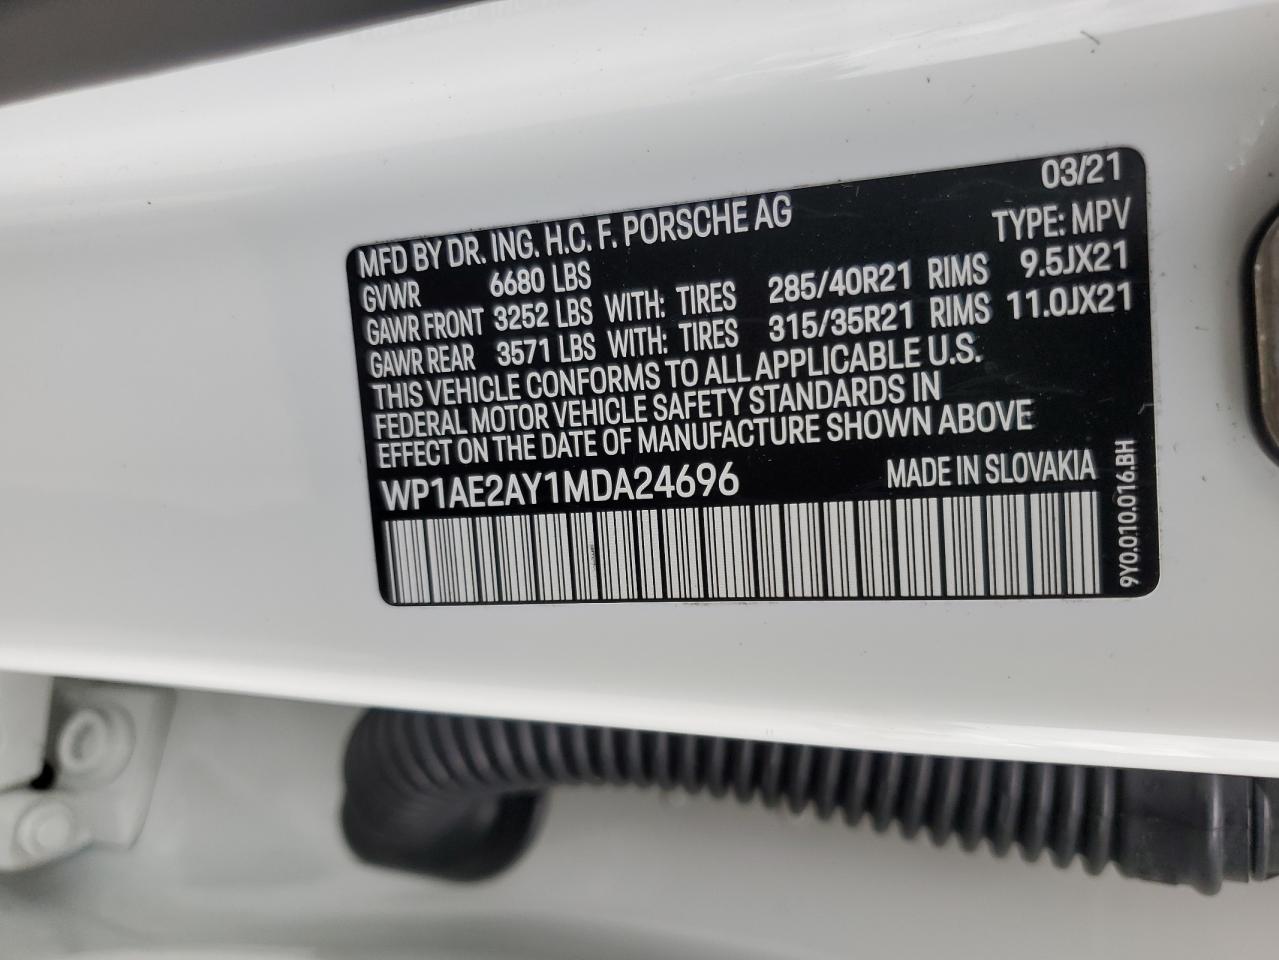 03/21
MFD BY DR. ING. H.C. F. PORSCHE AG TYPE: MPV
GVWR 6680 LBS
GAWR FRONT 3252 LBS WITH: TIRES 285/40R21 RIMS 9.5JX21
GAWR REAR 3571 LBS WITH: TIRES 315/35R21 RIMS 11.0JX21
THIS VEHICLE CONFORMS TO ALL APPLICABLE U.S.
FEDERAL MOTOR VEHICLE SAFETY STANDARDS IN
EFFECT ON THE DATE OF MANUFACTURE SHOWN ABOVE
WP1AE2AY1MDA24696 MADE IN SLOVAKIA
9Y0.010.016.BH